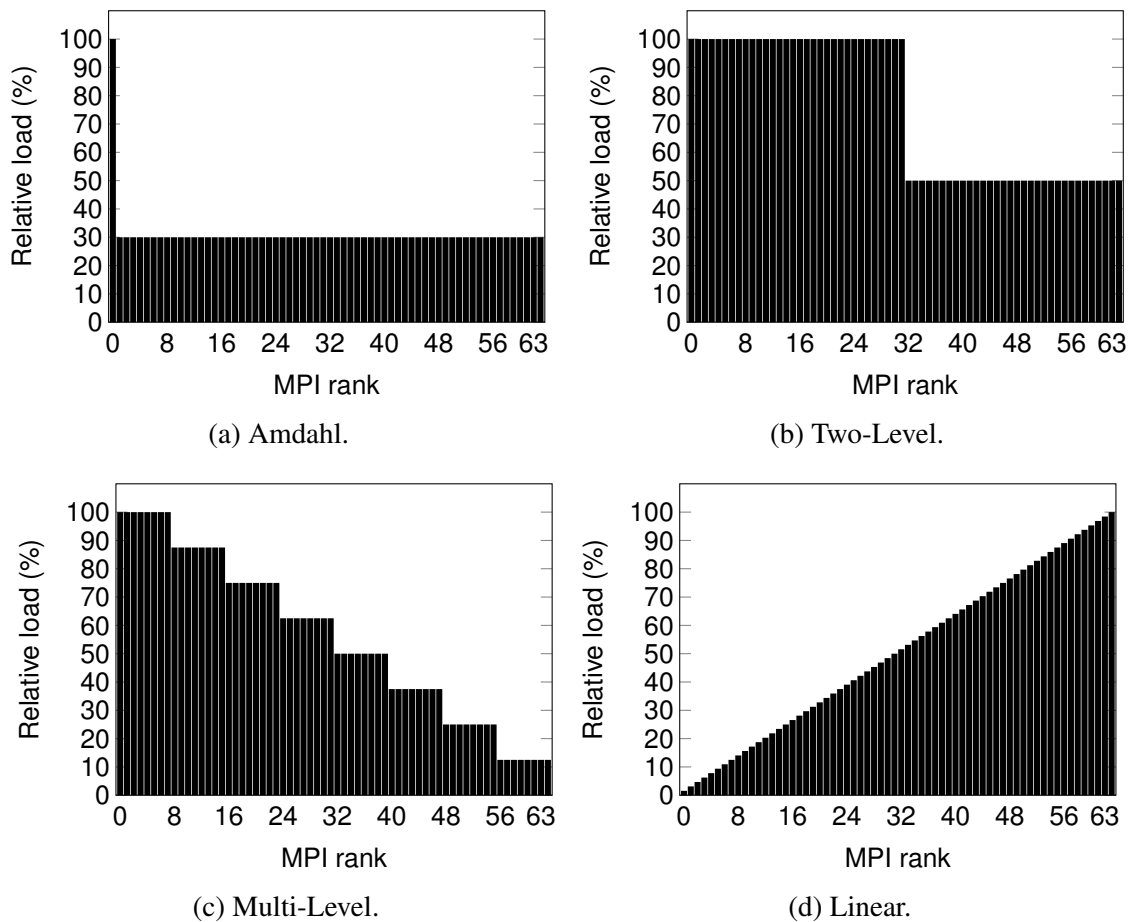 Relative load (%)
100
90
80
70
60
50
40
30
20
10
0
0 8 16 24 32 40 48 56 63
MPI rank
(a) Amdahl.
Relative load (%)
100
90
80
70
60
50
40
30
20
10
0
0 8 16 24 32 40 48 56 63
MPI rank
(b) Two-Level.
Relative load (%)
100
90
80
70
60
50
40
30
20
10
0
0 8 16 24 32 40 48 56 63
MPI rank
(c) Multi-Level.
Relative load (%)
100
90
80
70
60
50
40
30
20
10
0
0 8 16 24 32 40 48 56 63
MPI rank
(d) Linear.